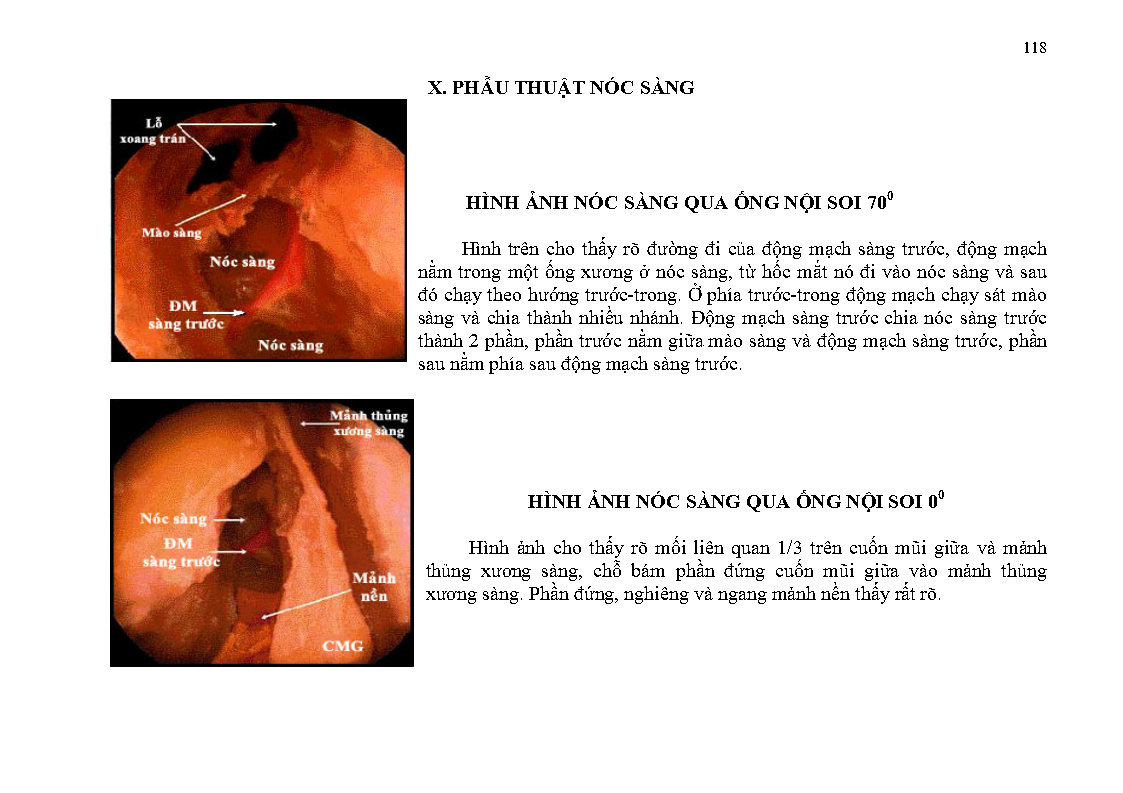 118
X. PHẪU THUẬT NÓC SÀNG
Lỗ
xoang trán
Mào sàng
Nóc sàng
ĐM
sàng trước
Nóc sàng
HÌNH ẢNH NÓC SÀNG QUA ỐNG NỘI SOI 70⁰
Hình trên cho thấy rõ đường đi của động mạch sàng trước, động mạch
nằm trong một ống xương ở nóc sàng, từ hốc mắt nó đi vào nóc sàng và sau
đó chạy theo hướng trước-trong. Ở phía trước-trong động mạch chạy sát mào
sàng và chia thành nhiều nhánh. Động mạch sàng trước chia nóc sàng trước
thành 2 phần, phần trước nằm giữa mào sàng và động mạch sàng trước, phần
sau nằm phía sau động mạch sàng trước.
Mảnh thủng
xương sàng
Nóc sàng
ĐM
sàng trước
Mảnh
nền
CMG
HÌNH ẢNH NÓC SÀNG QUA ỐNG NỘI SOI 0⁰
Hình ảnh cho thấy rõ mối liên quan 1/3 trên cuốn mũi giữa và mảnh
thủng xương sàng, chỗ bám phần đứng cuốn mũi giữa vào mảnh thủng
xương sàng. Phần đứng, nghiêng và ngang mảnh nền thấy rất rõ.